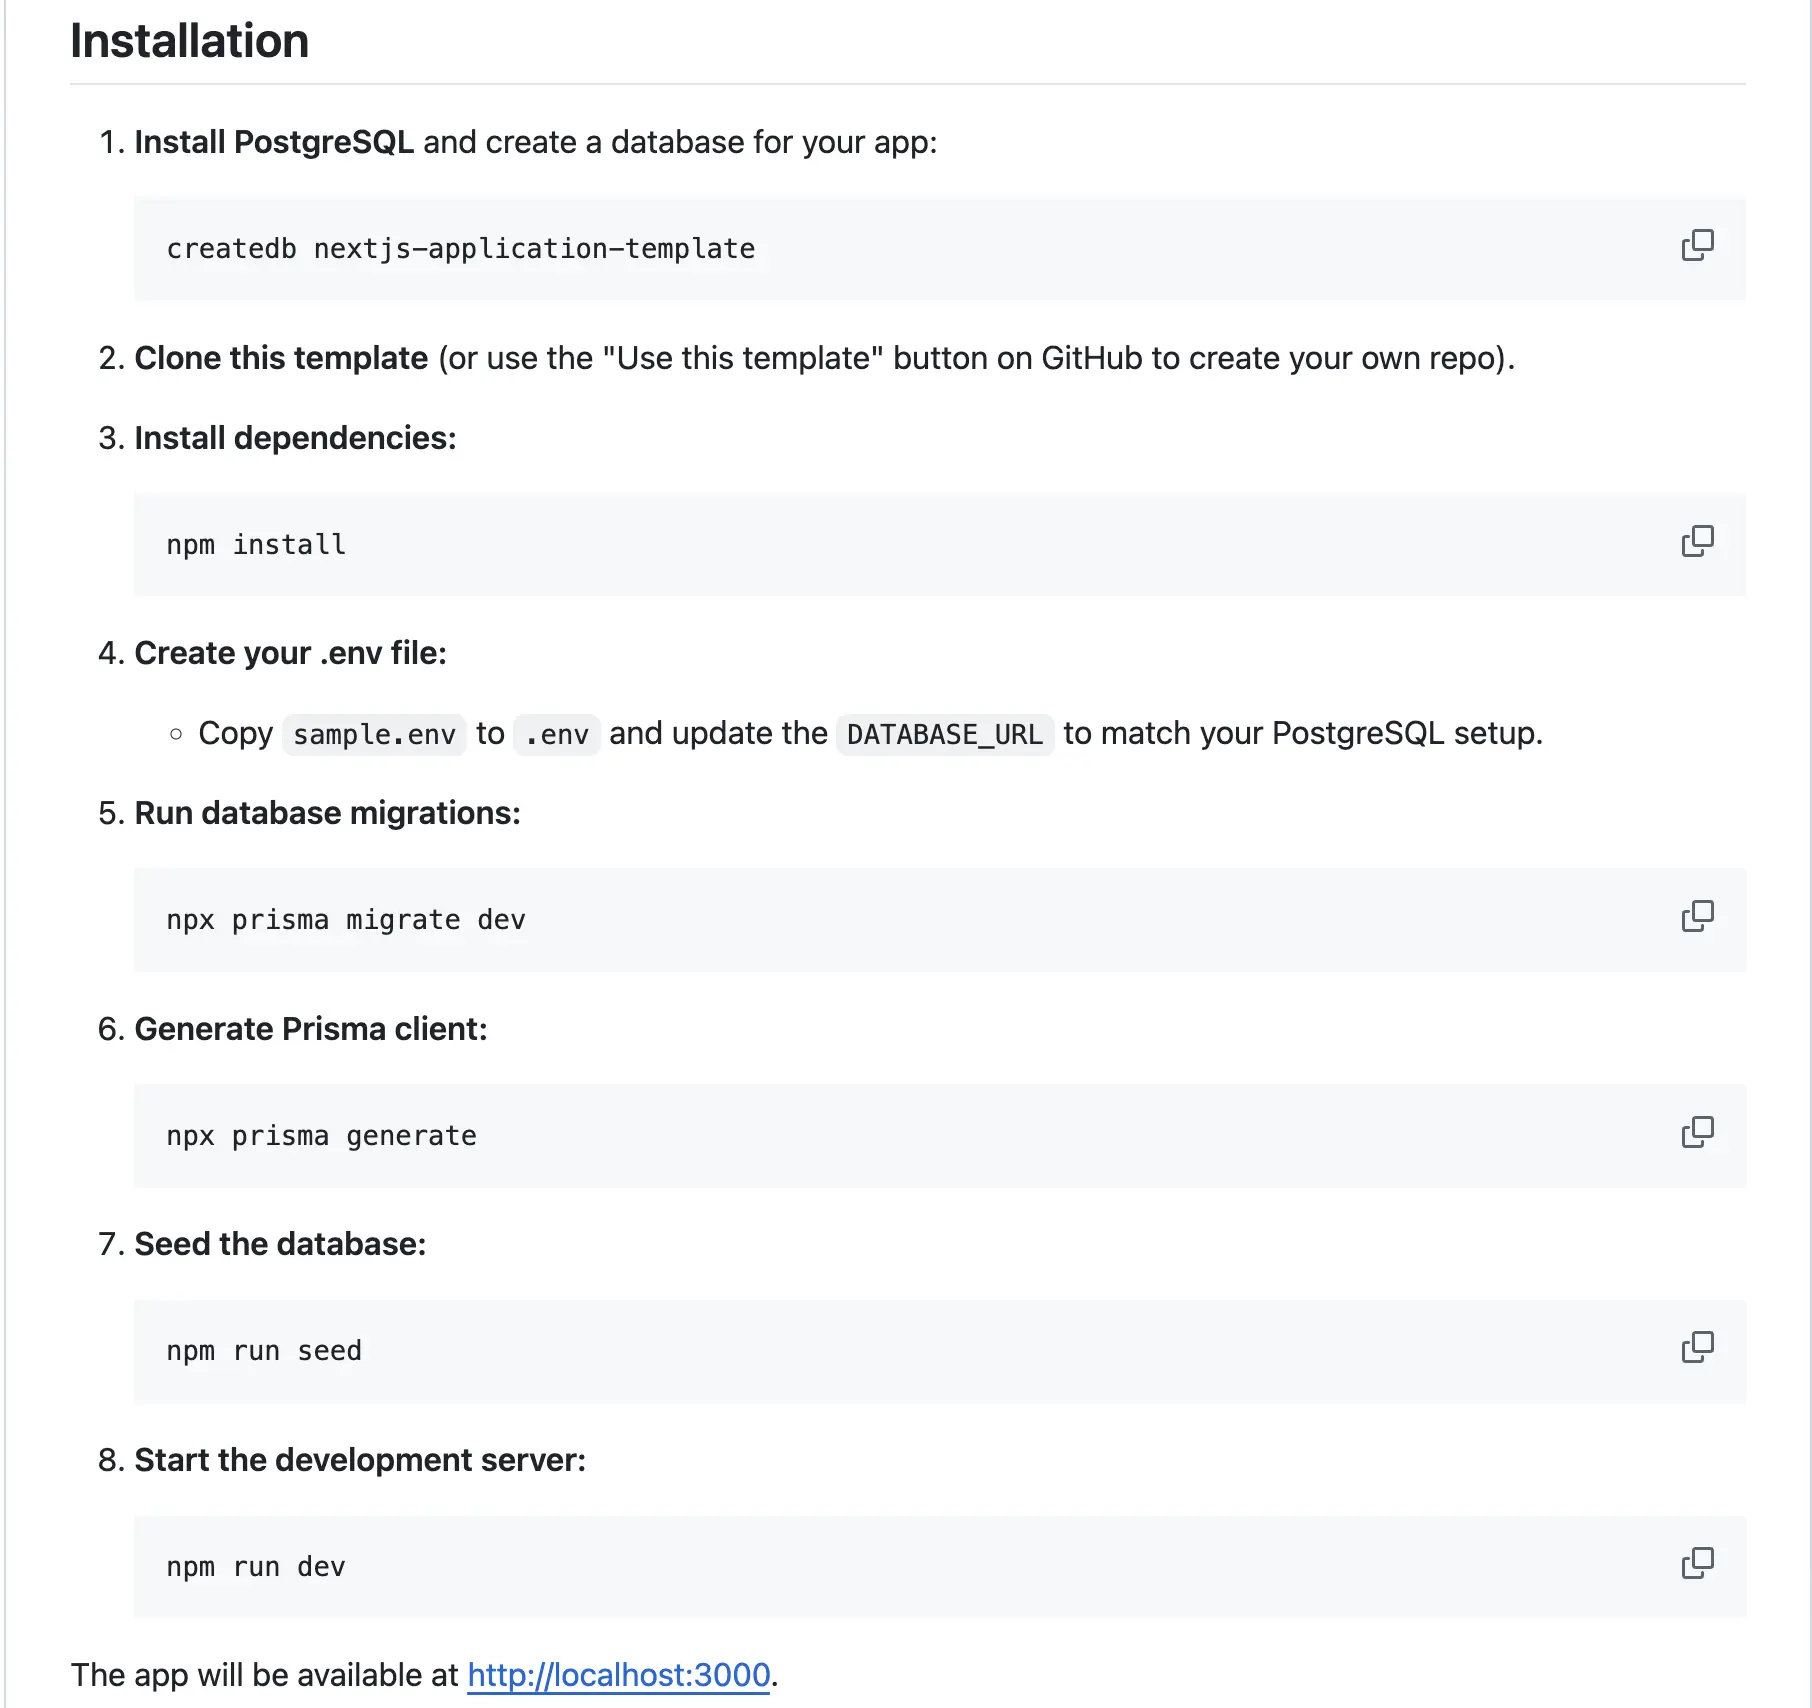 Installation
1. Install PostgreSQL and create a database for your app:
createdb nextjs-application-template
2. Clone this template (or use the "Use this template" button on GitHub to create your own repo).
3. Install dependencies:
npm install
4. Create your .env file:
◦ Copy sample.env to .env and update the DATABASE_URL to match your PostgreSQL setup.
5. Run database migrations:
npx prisma migrate dev
6. Generate Prisma client:
npx prisma generate
7. Seed the database:
npm run seed
8. Start the development server:
npm run dev
The app will be available at http://localhost:3000.